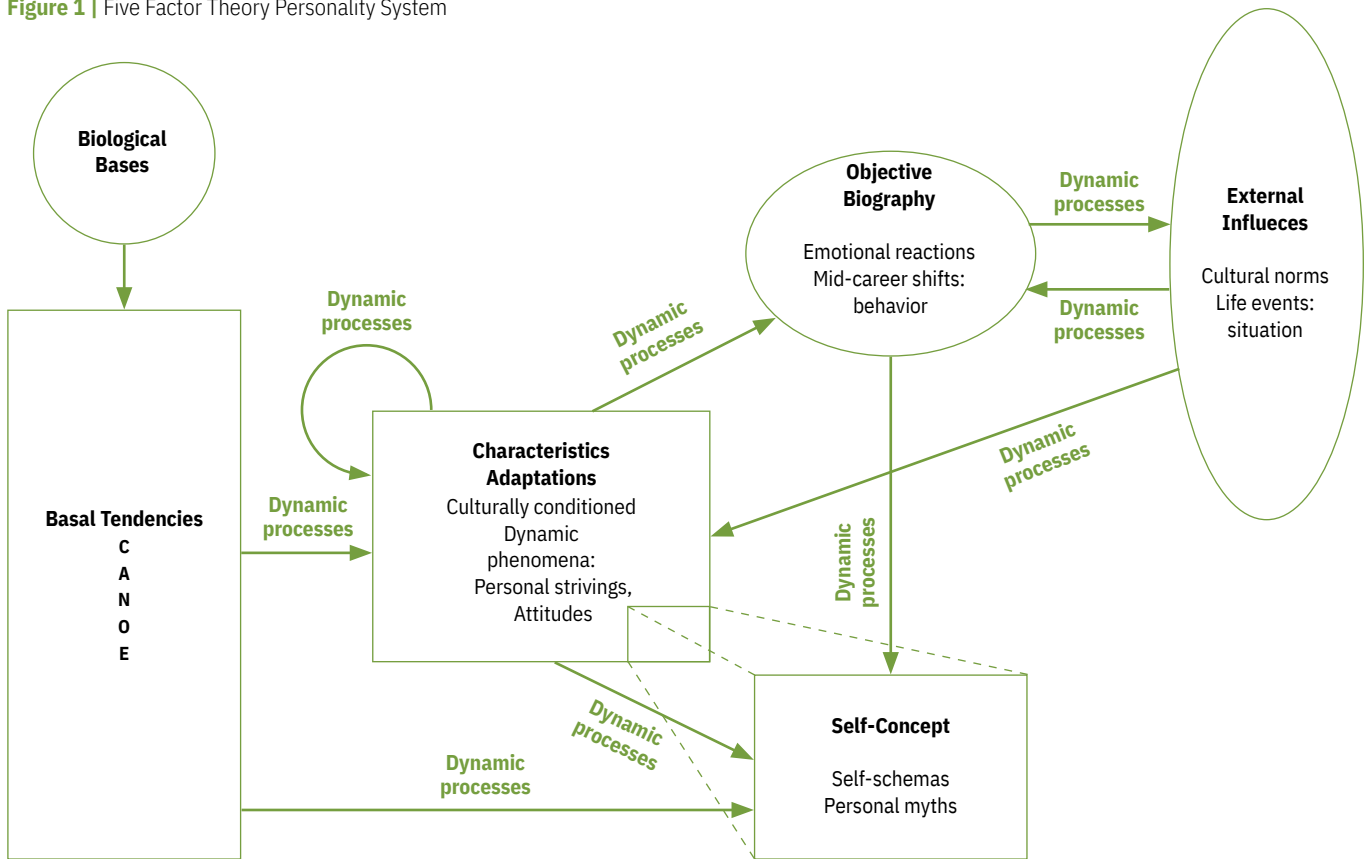 Figure 1 | Five Factor Theory Personality System
Biological
Bases
Basal Tendencies
C
A
N
O
E
Dynamic
processes
Dynamic
processes
Characteristics
Adaptations
Culturally conditioned
Dynamic
phenomena:
Personal strivings,
Attitudes
Dynamic
processes
Objective
Biography
Emotional reactions
Mid-career shifts:
behavior
Dynamic
processes
Dynamic
processes
External
Influeces
Cultural norms
Life events:
situation
Dynamic
processes
Dynamic
processes
Dynamic
processes
Dynamic
processes
Self-Concept
Self-schemas
Personal myths